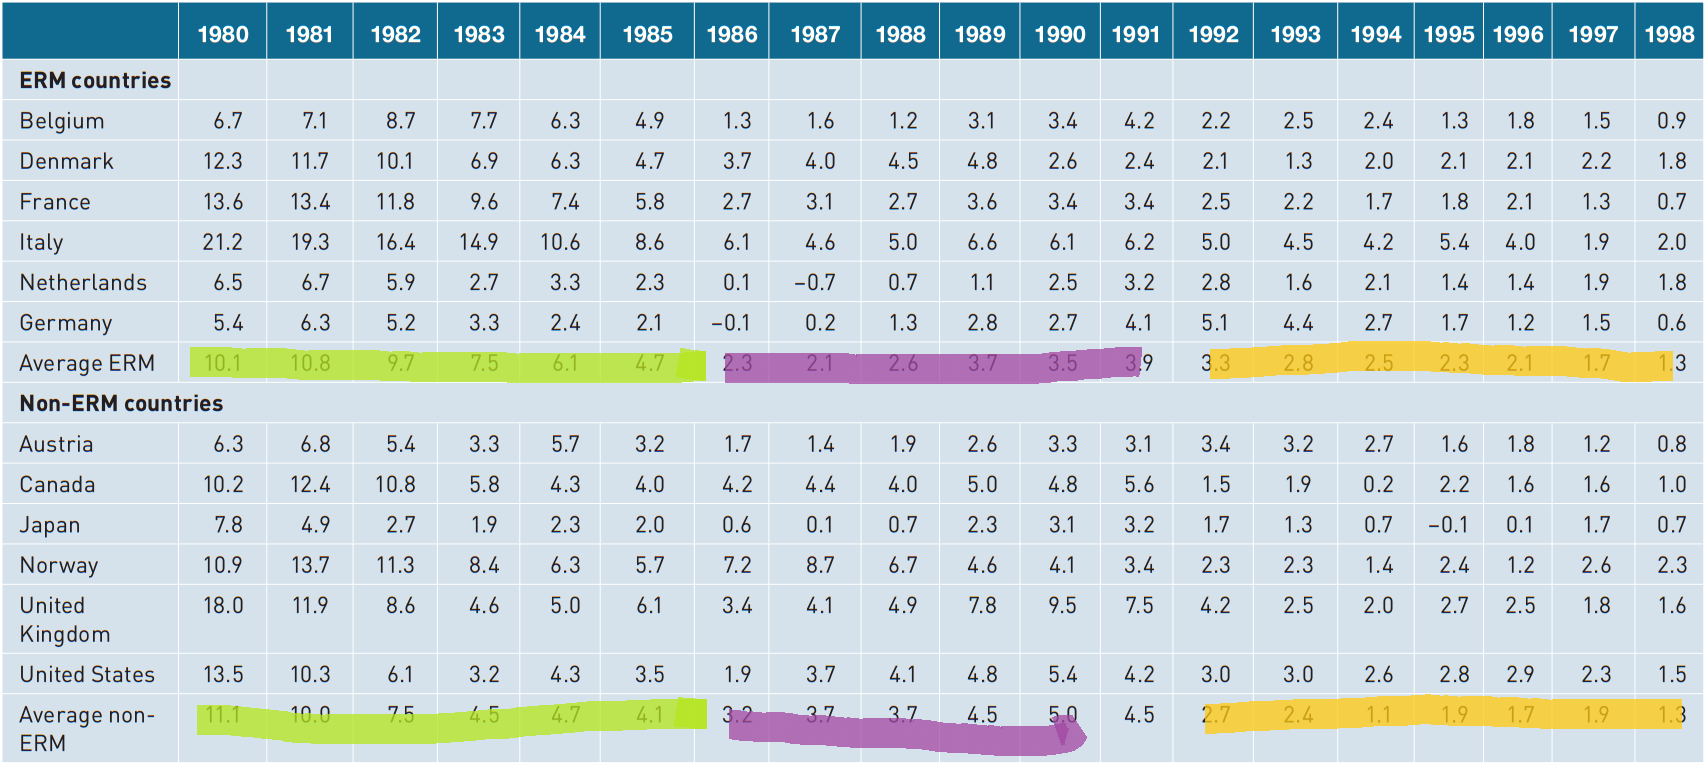 1980 1981 1982 1983 1984 1985 1986 1987 1988 1989 1990 1991 1992 1993 1994 1995 1996 1997 1998
ERM countries
Belgium 6.7 7.1 8.7 7.7 6.3 4.9 1.3 1.6 1.2 3.1 3.4 4.2 2.2 2.5 2.4 1.3 1.8 1.5 0.9
Denmark 12.3 11.7 10.1 6.9 6.3 4.7 3.7 4.0 4.5 4.8 2.6 2.4 2.1 1.3 2.0 2.1 2.1 2.2 1.8
France 13.6 13.4 11.8 9.6 7.4 5.8 2.7 3.1 2.7 3.6 3.4 3.4 2.5 2.2 1.7 1.8 2.1 1.3 0.7
Italy 21.2 19.3 16.4 14.9 10.6 8.6 6.1 4.6 5.0 6.6 6.1 6.2 5.0 4.5 4.2 5.4 4.0 1.9 2.0
Netherlands 6.5 6.7 5.9 2.7 3.3 2.3 0.1 –0.7 0.7 1.1 2.5 3.2 2.8 1.6 2.1 1.4 1.4 1.9 1.8
Germany 5.4 6.3 5.2 3.3 2.4 2.1 –0.1 0.2 1.3 2.8 2.7 4.1 5.1 4.4 2.7 1.7 1.2 1.5 0.6
Average ERM 10.1 10.8 9.7 7.5 6.1 4.7 2.3 2.1 2.6 3.7 3.5 3.9 3.3 2.8 2.5 2.3 2.1 1.7 1.3
Non-ERM countries
Austria 6.3 6.8 5.4 3.3 5.7 3.2 1.7 1.4 1.9 2.6 3.3 3.1 3.4 3.2 2.7 1.6 1.8 1.2 0.8
Canada 10.2 12.4 10.8 5.8 4.3 4.0 4.2 4.4 4.0 5.0 4.8 5.6 1.5 1.9 0.2 2.2 1.6 1.6 1.0
Japan 7.8 4.9 2.7 1.9 2.3 2.0 0.6 0.1 0.7 2.3 3.1 3.2 1.7 1.3 0.7 –0.1 0.1 1.7 0.7
Norway 10.9 13.7 11.3 8.4 6.3 5.7 7.2 8.7 6.7 4.6 4.1 3.4 2.3 2.3 1.4 2.4 1.2 2.6 2.3
United 18.0 11.9 8.6 4.6 5.0 6.1 3.4 4.1 4.9 7.8 9.5 7.5 4.2 2.5 2.0 2.7 2.5 1.8 1.6
Kingdom
United States 13.5 10.3 6.1 3.2 4.3 3.5 1.9 3.7 4.1 4.8 5.4 4.2 3.0 3.0 2.6 2.8 2.9 2.3 1.5
Average non- 11.1 10.0 7.5 4.5 4.7 4.1 3.2 3.7 3.7 4.5 5.0 4.5 2.7 2.4 1.1 1.9 1.7 1.9 1.3
ERM